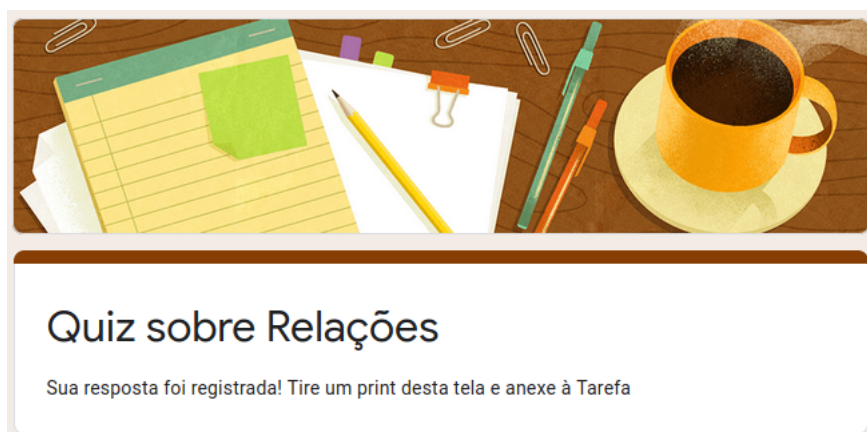 Quiz sobre Relações
Sua resposta foi registrada! Tire um print desta tela e anexe à Tarefa